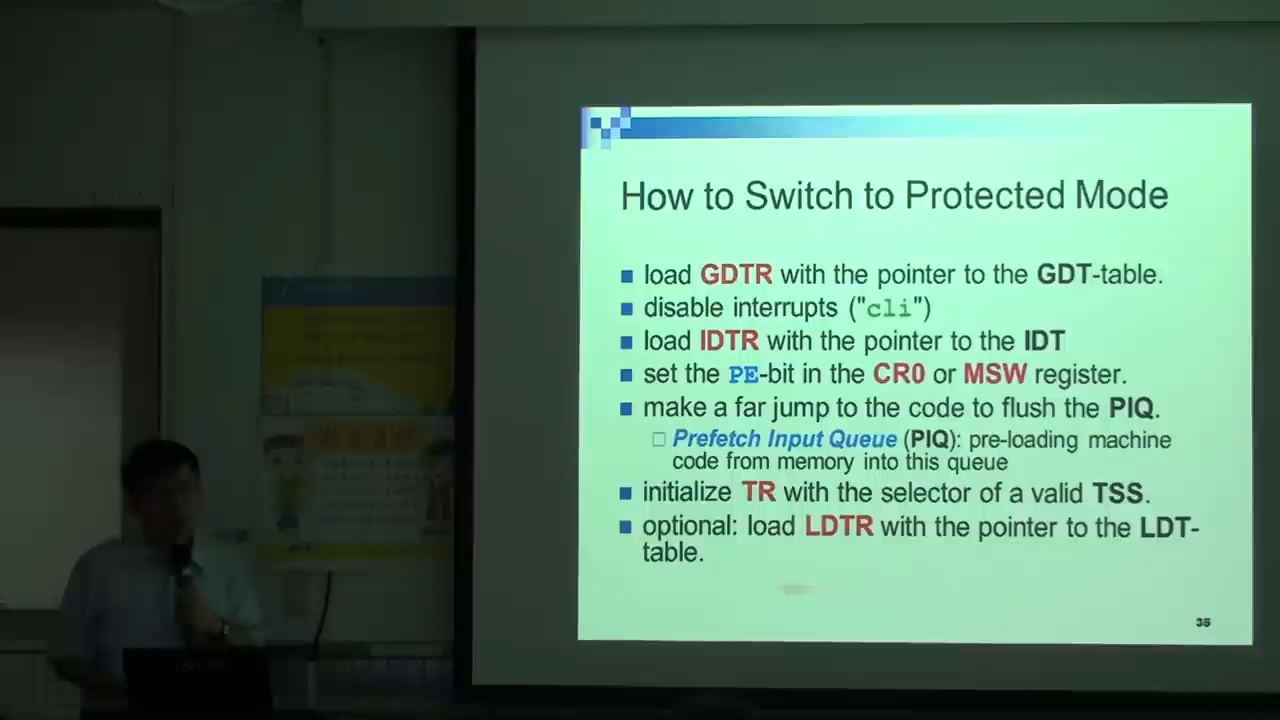 How to Switch to Protected Mode
load GDTR with the pointer to the GDT-table.
disable interrupts ("cli")
load IDTR with the pointer to the IDT
set the PE-bit in the CR0 or MSW register.
make a far jump to the code to flush the PIQ.
Prefetch Input Queue (PIQ): pre-loading machine
code from memory into this queue
initialize TR with the selector of a valid TSS.
optional: load LDTR with the pointer to the LDT-
table.
35